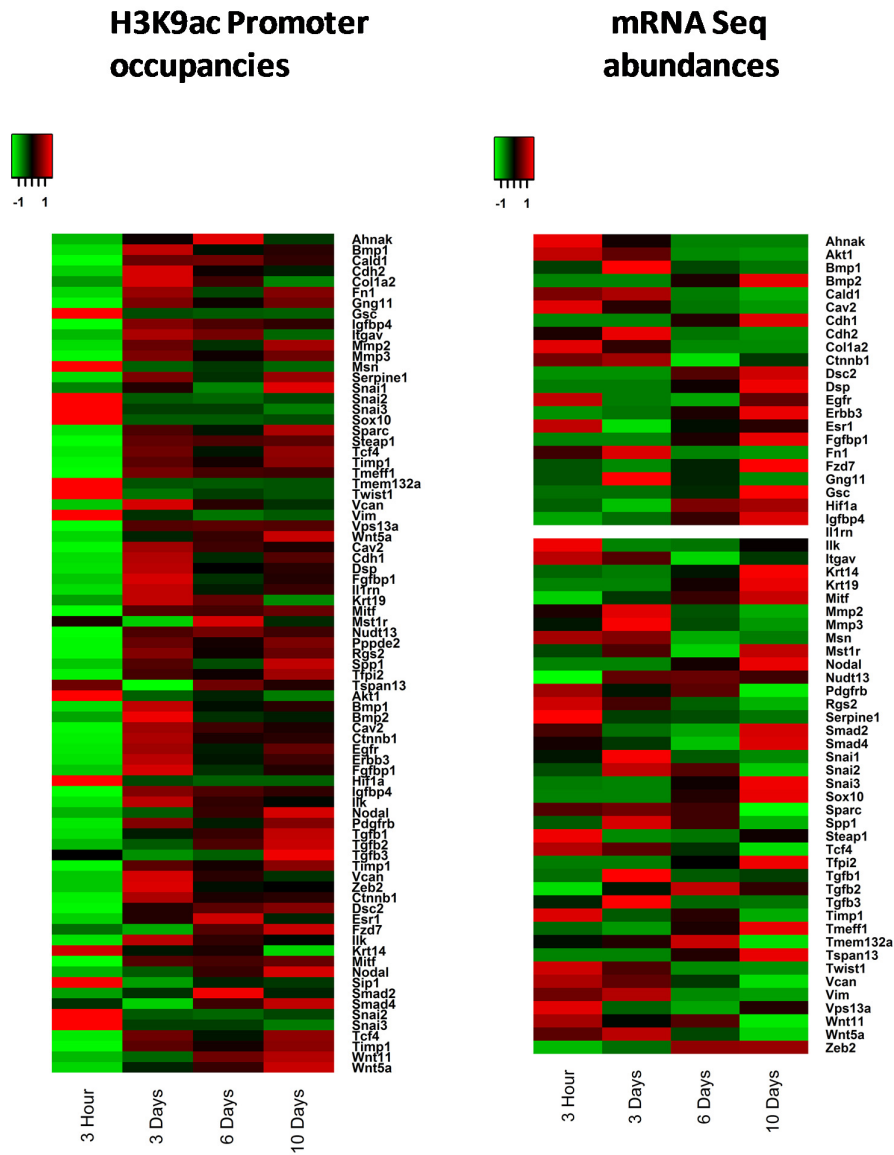 H3K9ac Promoter
occupancies
mRNA Seq
abundances
-1 1
-1 1
Ahnak
Bmp1
Cald1
Cdh2
Col1a2
Fn1
Gng11
Gsc
Igfbp4
Itgav
Mmp2
Mmp3
Msn
Serpine1
Snai1
Snai2
Snai3
Sox10
Sparc
Steap1
Tcf4
Timp1
Tmeff1
Tmem132a
Twist1
Vcan
Vim
Vps13a
Wnt5a
Cav2
Cdh1
Dsp
Fgfbp1
Il1rn
Krt19
Mitf
Mst1r
Nudt13
Pppde2
Rgs2
Spp1
Tfpi2
Tspan13
Akt1
Bmp1
Bmp2
Cav2
Ctnnb1
Egfr
Erbb3
Fgfbp1
Hif1a
Igfbp4
Ilk
Nodal
Pdgfrb
Tgfb1
Tgfb2
Tgfb3
Timp1
Vcan
Zeb2
Ctnnb1
Dsc2
Esr1
Fzd7
Ilk
Krt14
Mitf
Nodal
Sip1
Smad2
Smad4
Snai2
Snai3
Tcf4
Timp1
Wnt11
Wnt5a
3 Hour
3 Days
6 Days
10 Days
Ahnak
Akt1
Bmp1
Bmp2
Cald1
Cav2
Cdh1
Cdh2
Col1a2
Ctnnb1
Dsc2
Dsp
Egfr
Erbb3
Esr1
Fgfbp1
Fn1
Fzd7
Gng11
Gsc
Hif1a
Igfbp4
Il1rn
Ilk
Itgav
Krt14
Krt19
Mitf
Mmp2
Mmp3
Msn
Mst1r
Nodal
Nudt13
Pdgfrb
Rgs2
Serpine1
Smad2
Smad4
Snai1
Snai2
Snai3
Sox10
Sparc
Spp1
Steap1
Tcf4
Tfpi2
Tgfb1
Tgfb2
Tgfb3
Timp1
Tmeff1
Tmem132a
Tspan13
Twist1
Vcan
Vim
Vps13a
Wnt11
Wnt5a
Zeb2
3 Hour
3 Days
6 Days
10 Days